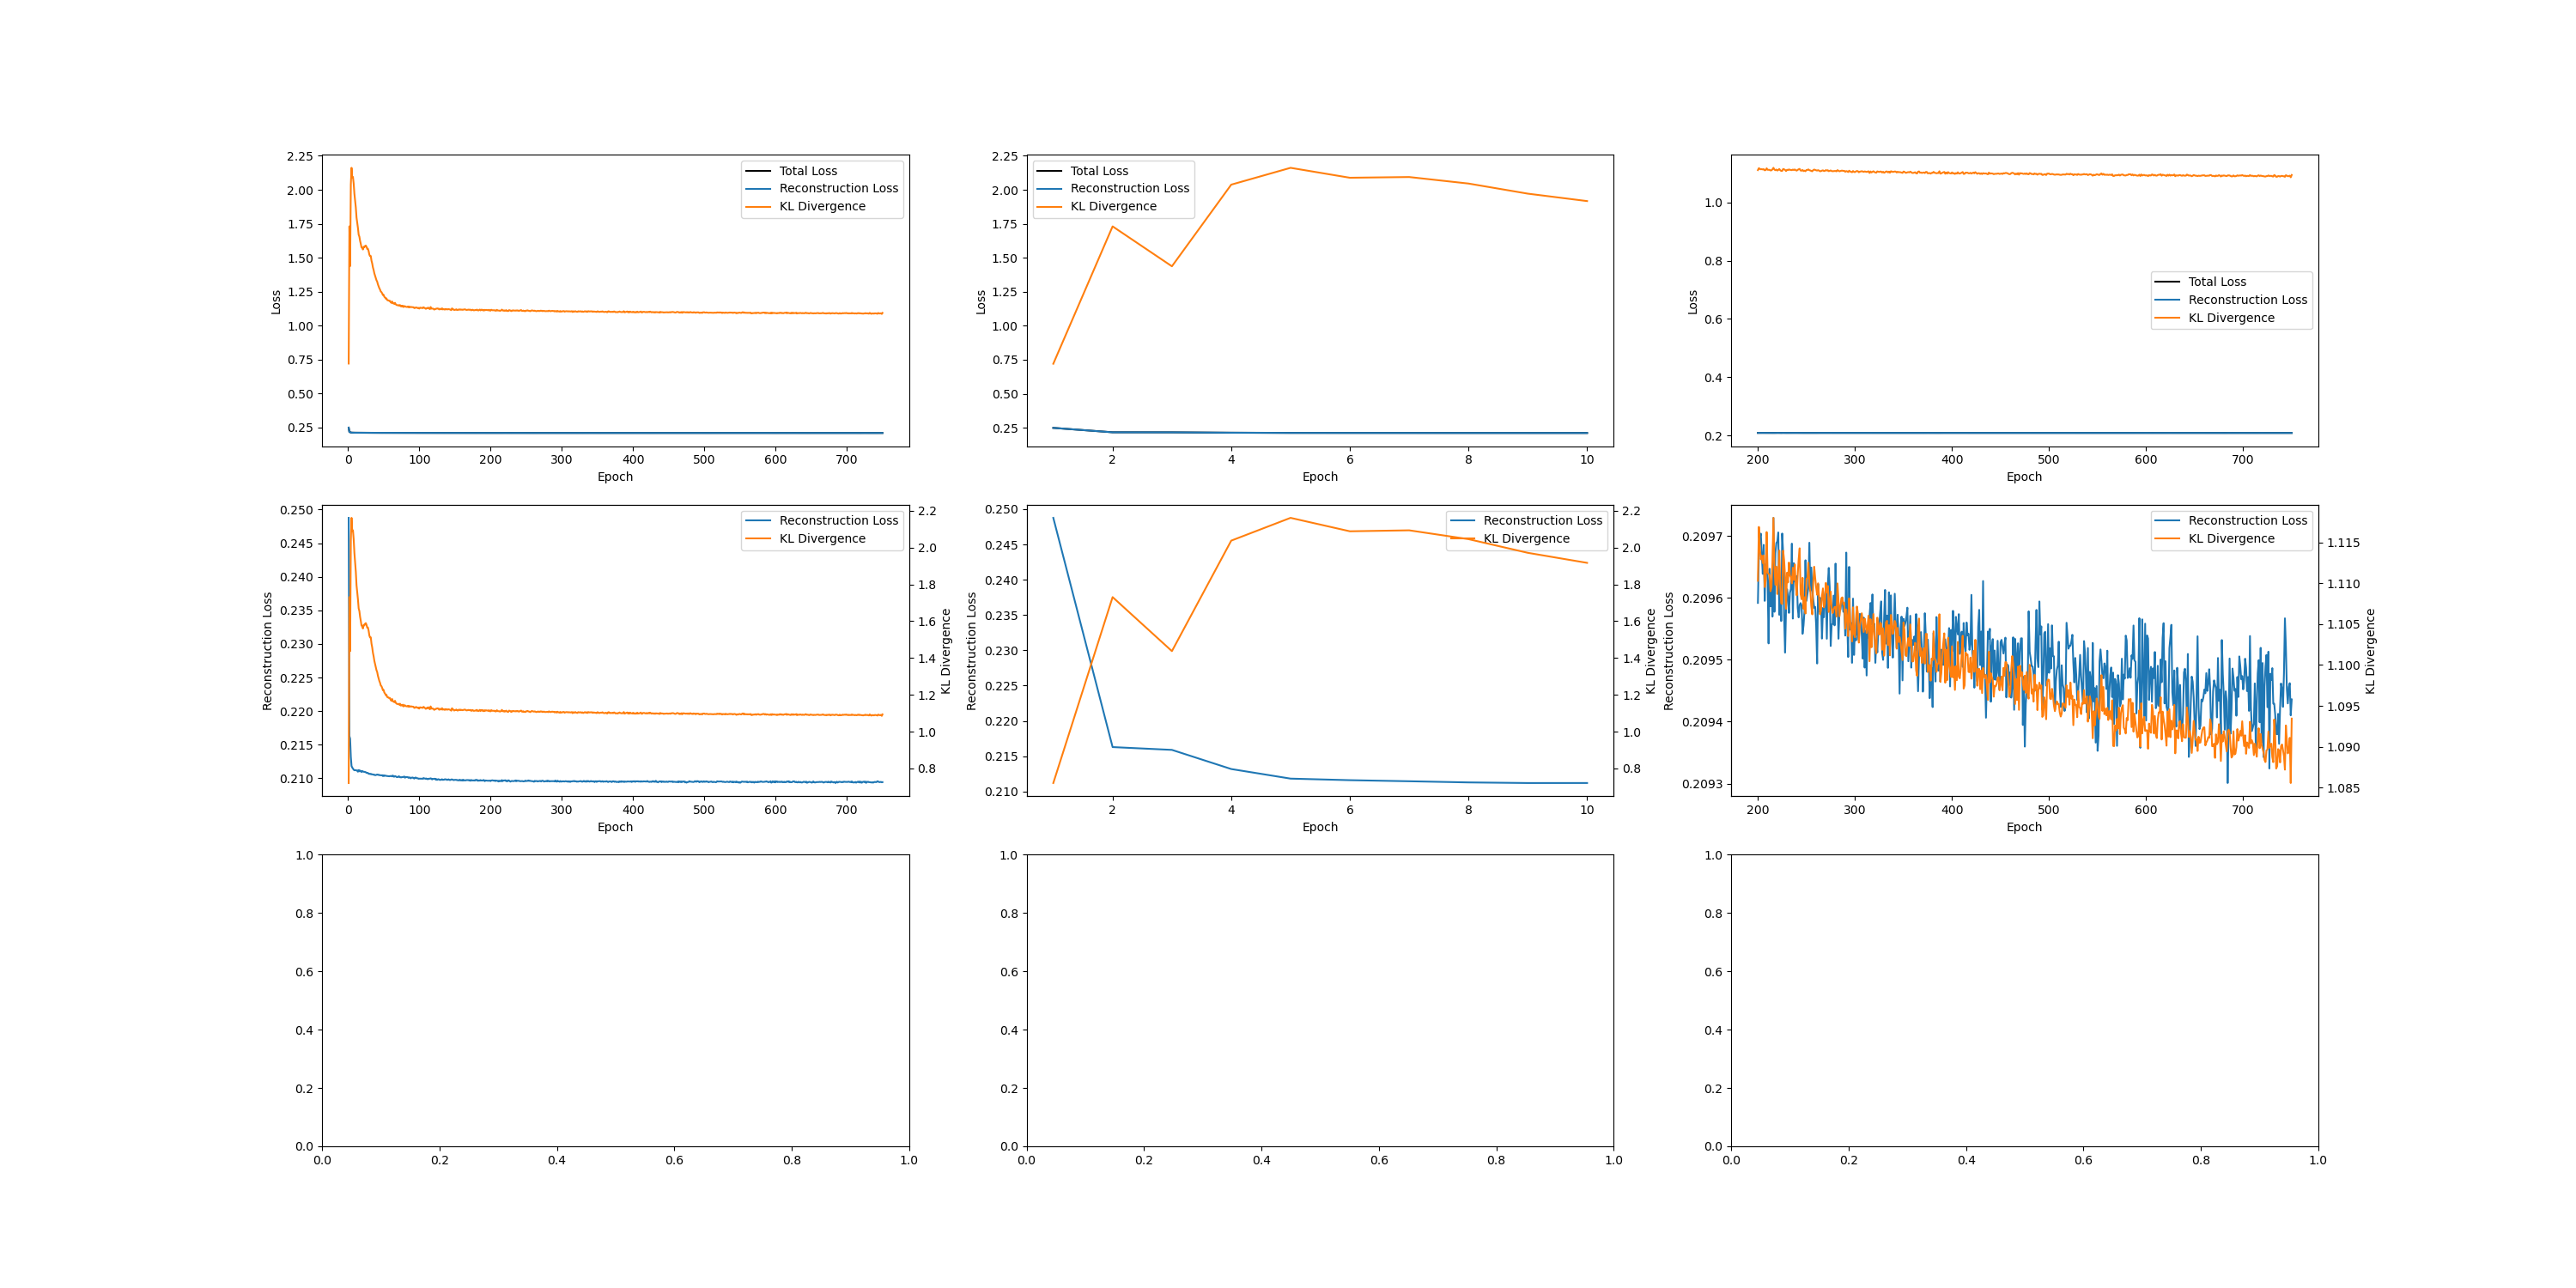 2.25
2.00
1.75
1.50
1.25
1.00
0.75
0.50
0.25
Loss
0 100 200 300 400 500 600 700
Epoch
Total Loss
Reconstruction Loss
KL Divergence
2.25
2.00
1.75
1.50
1.25
1.00
0.75
0.50
0.25
Loss
2 4 6 8 10
Epoch
Total Loss
Reconstruction Loss
KL Divergence
1.0
0.8
0.6
0.4
0.2
Loss
200 300 400 500 600 700
Epoch
Total Loss
Reconstruction Loss
KL Divergence
0.250
0.245
0.240
0.235
0.230
0.225
0.220
0.215
0.210
Reconstruction Loss
0 100 200 300 400 500 600 700
Epoch
Reconstruction Loss
KL Divergence
2.2
2.0
1.8
1.6
1.4
1.2
1.0
0.8
KL Divergence
0.250
0.245
0.240
0.235
0.230
0.225
0.220
0.215
0.210
Reconstruction Loss
2 4 6 8 10
Epoch
Reconstruction Loss
KL Divergence
2.2
2.0
1.8
1.6
1.4
1.2
1.0
0.8
KL Divergence
0.2097
0.2096
0.2095
0.2094
0.2093
Reconstruction Loss
200 300 400 500 600 700
Epoch
Reconstruction Loss
KL Divergence
1.115
1.110
1.105
1.100
1.095
1.090
1.085
KL Divergence
1.0
0.8
0.6
0.4
0.2
0.0
0.0 0.2 0.4 0.6 0.8 1.0
1.0
0.8
0.6
0.4
0.2
0.0
0.0 0.2 0.4 0.6 0.8 1.0
1.0
0.8
0.6
0.4
0.2
0.0
0.0 0.2 0.4 0.6 0.8 1.0